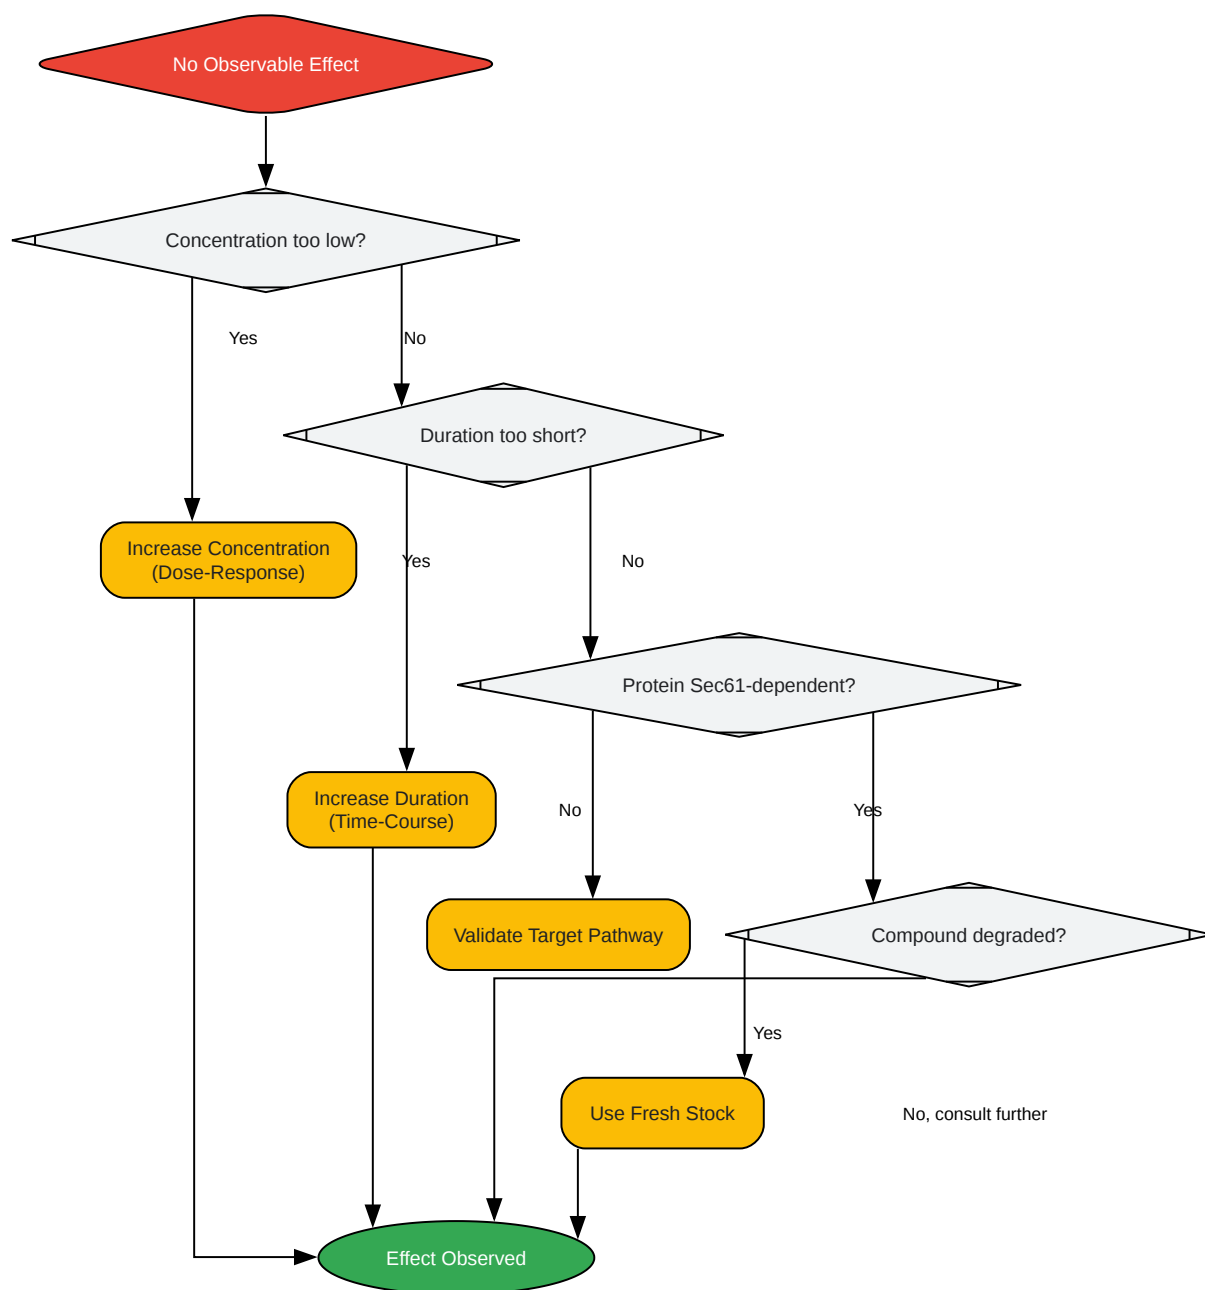 No Observable Effect
Concentration too low?
Yes
No
Duration too short?
Increase Concentration
(Dose-Response)
Yes
No
Protein Sec61-dependent?
Increase Duration
(Time-Course)
No
Yes
Validate Target Pathway
Compound degraded?
Yes
Use Fresh Stock
No, consult further
Effect Observed